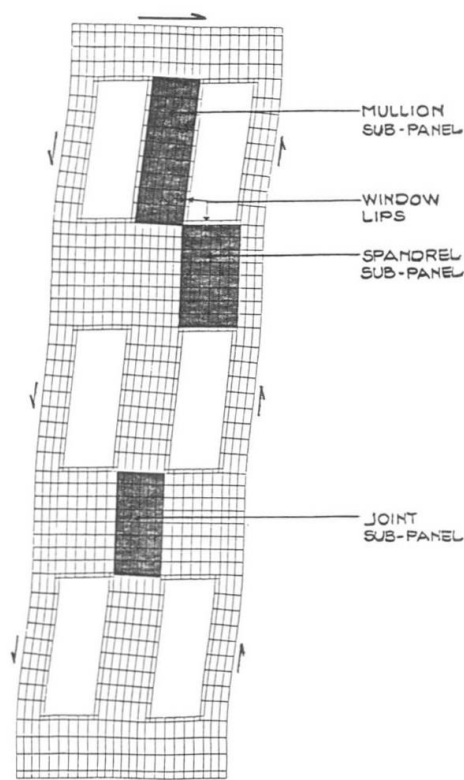 MULLION
SUB-PANEL
WINDOW
LIPS
SPANDREL
SUB-PANEL
JOINT
SUB-PANEL